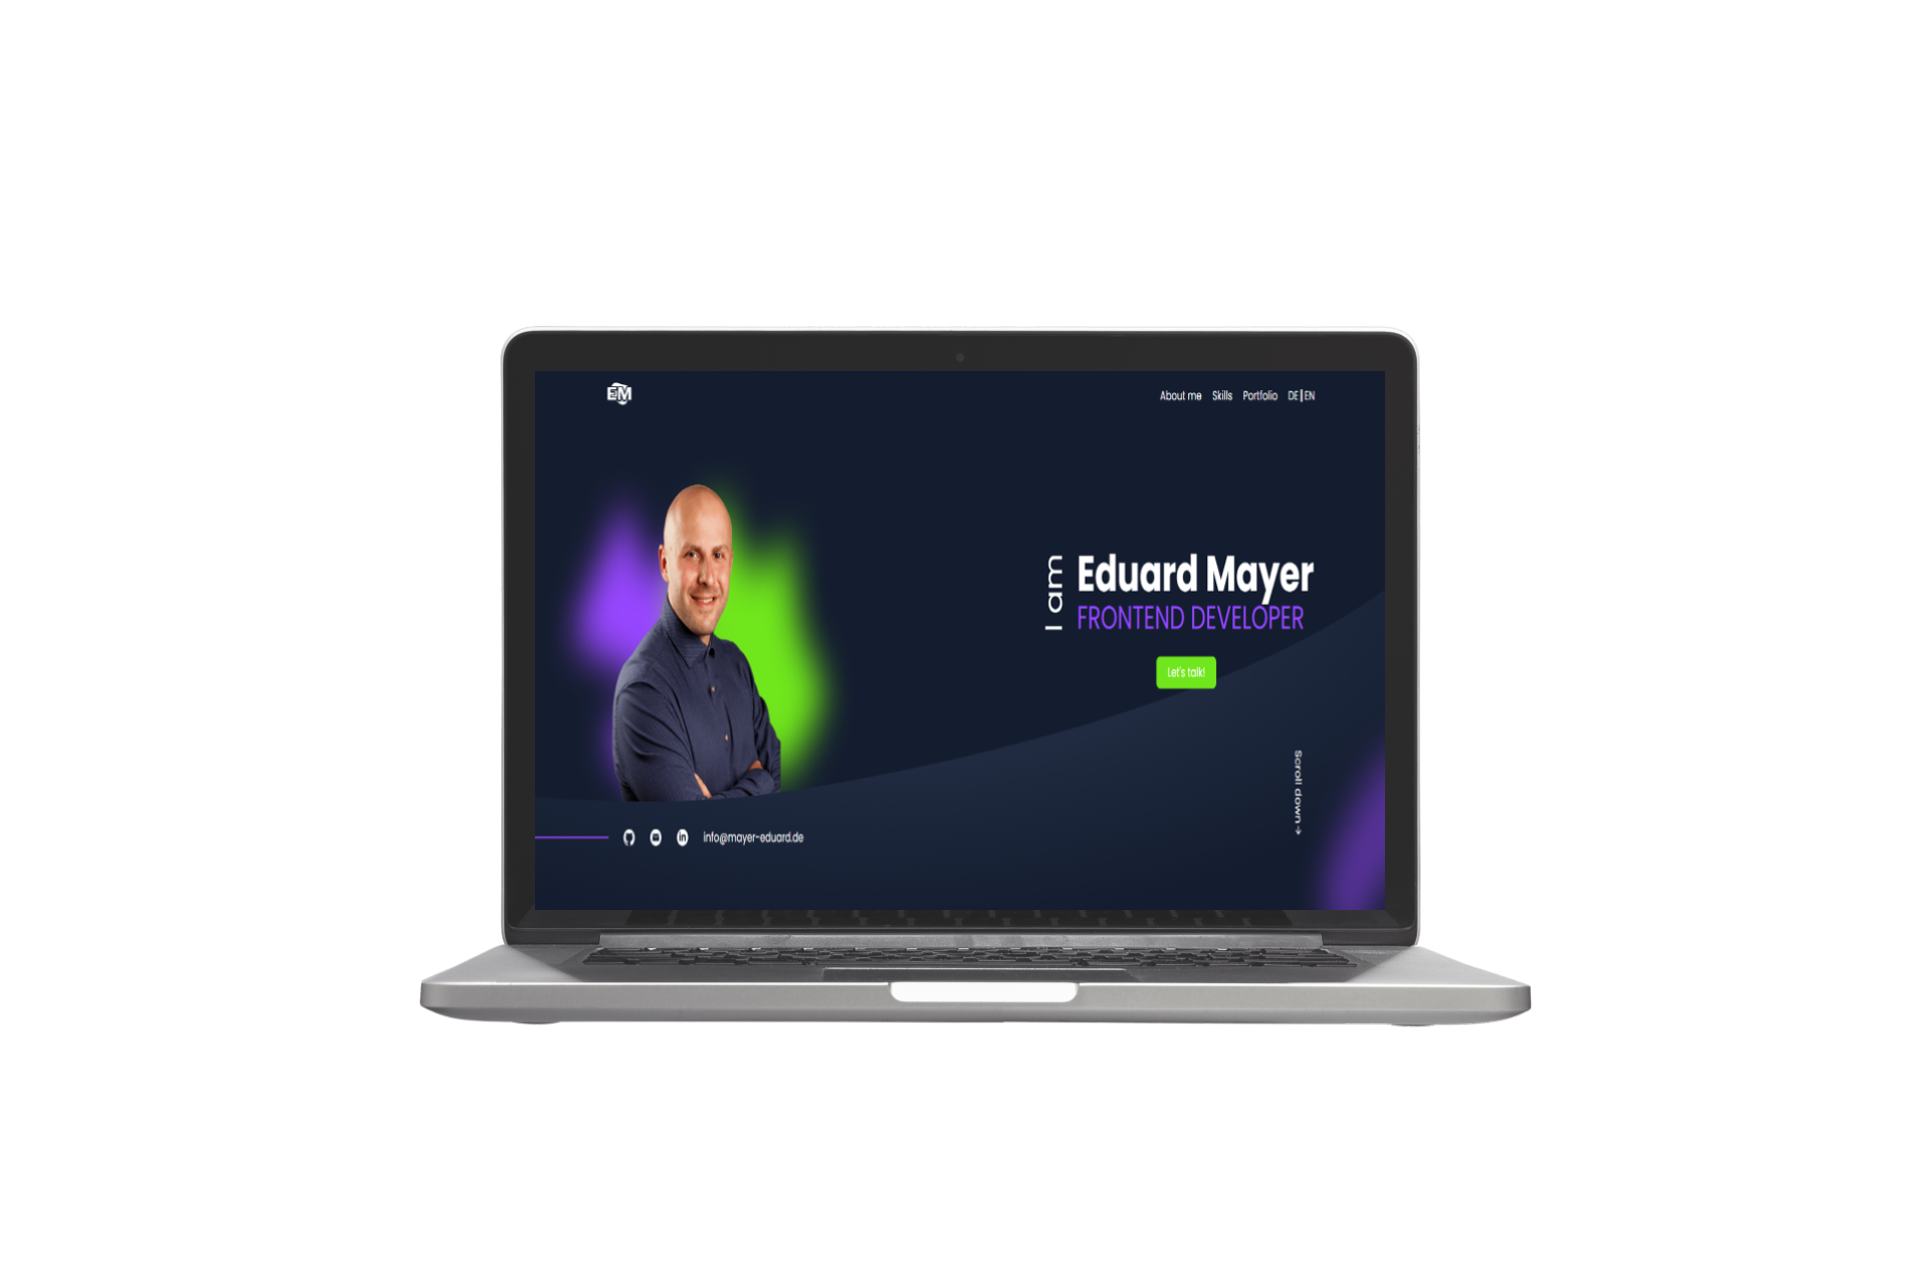 EM
About me Skills Portfolio DE|EN
I am
Eduard Mayer
FRONTEND DEVELOPER
Let's talk!
Scroll down →
in
info@mayer-eduard.de